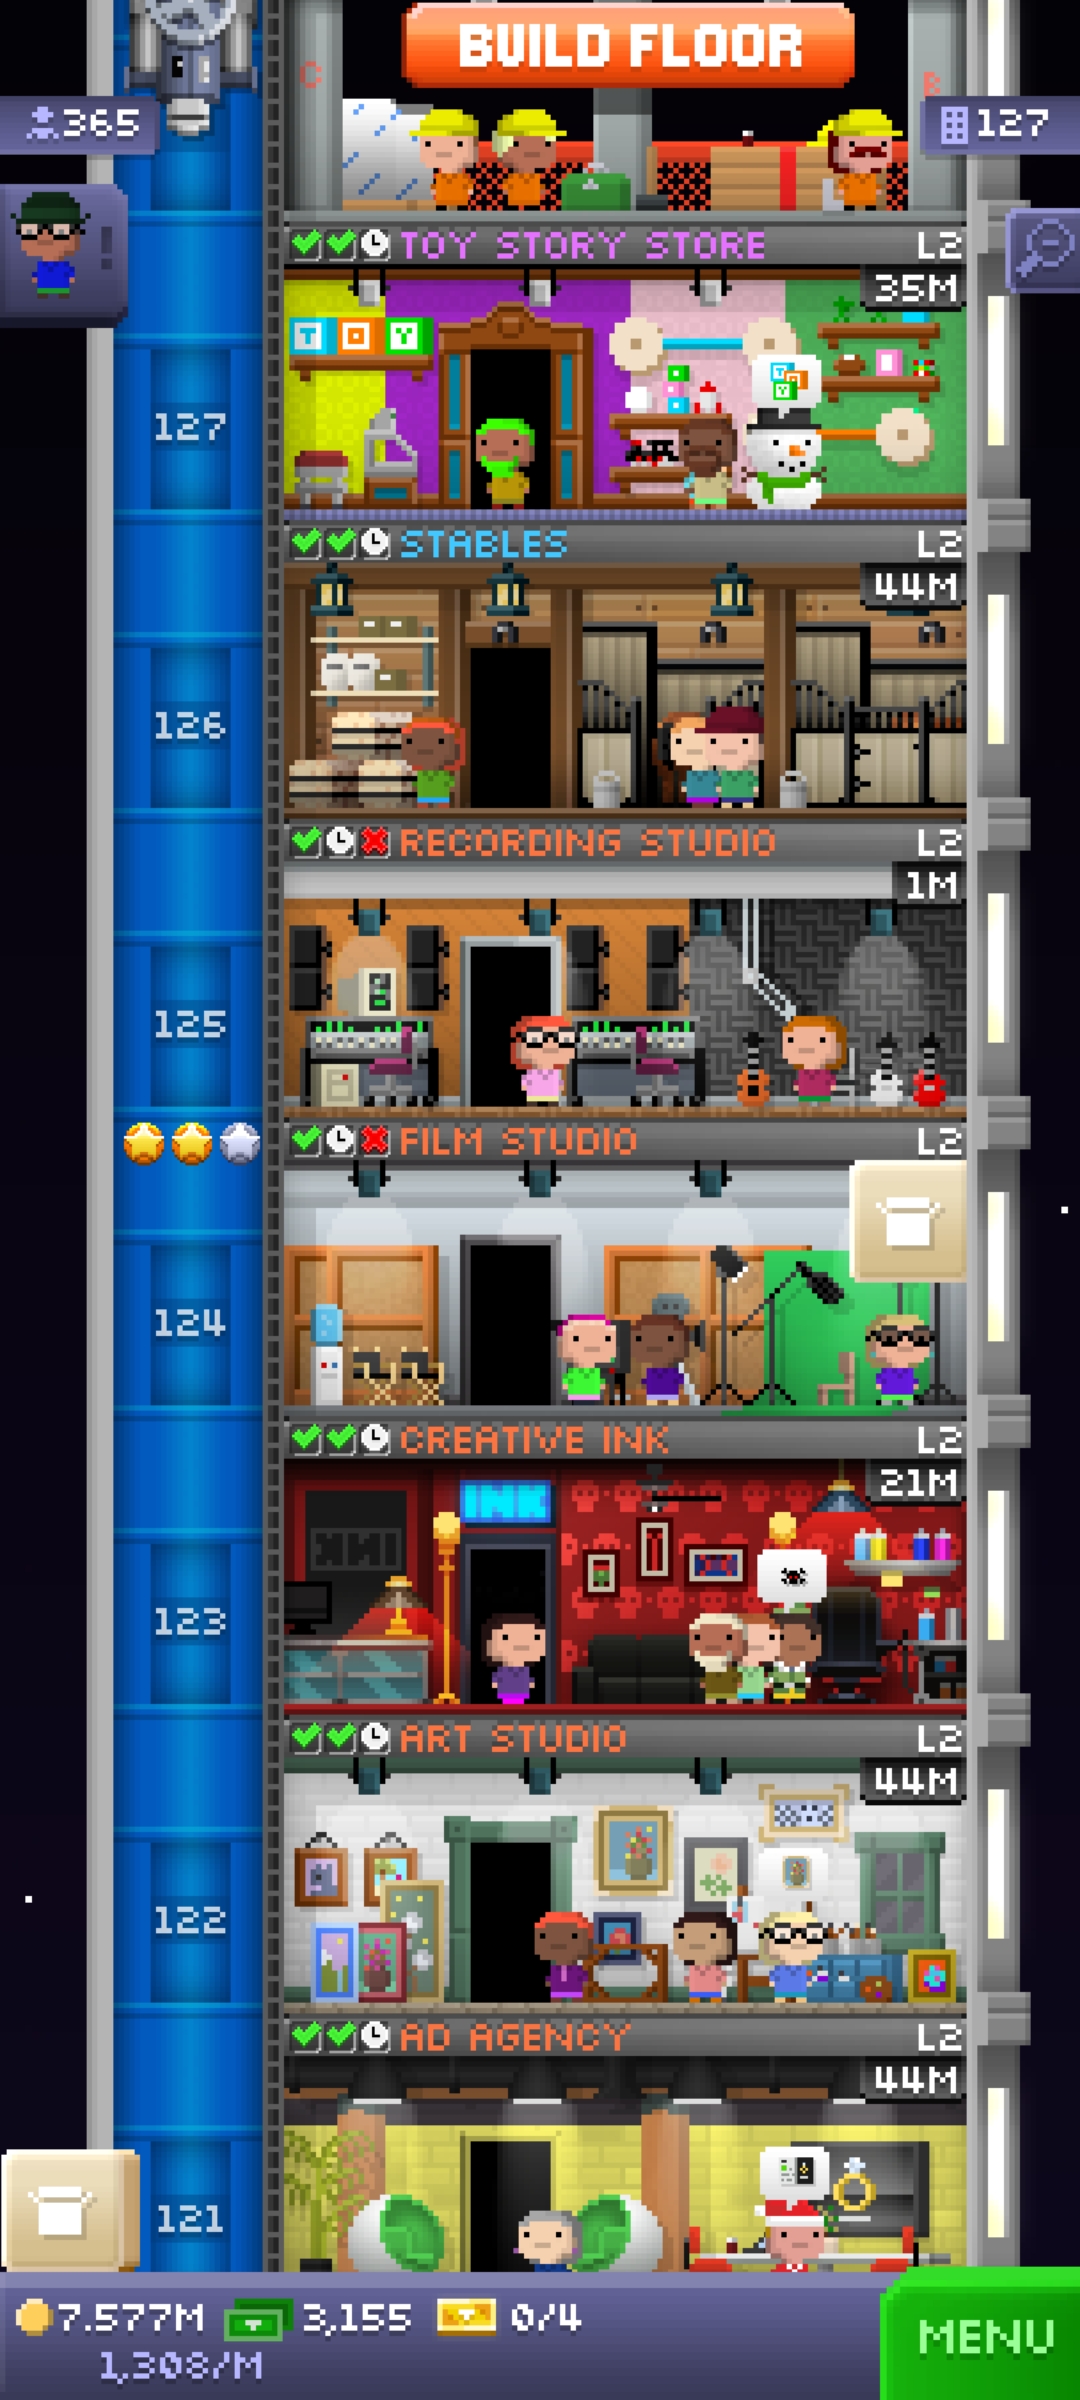 BUILD FLOOR
C
B
365
127
TOY STORY STORE
L2
35M
T O Y
127
STABLES
L2
44M
126
RECORDING STUDIO
L2
1M
125
FILM STUDIO
L2
124
CREATIVE INK
L2
21M
INK
123
ART STUDIO
L2
44M
122
AD AGENCY
L2
44M
121
7.577M
3,155
0/4
1,308/M
MENU